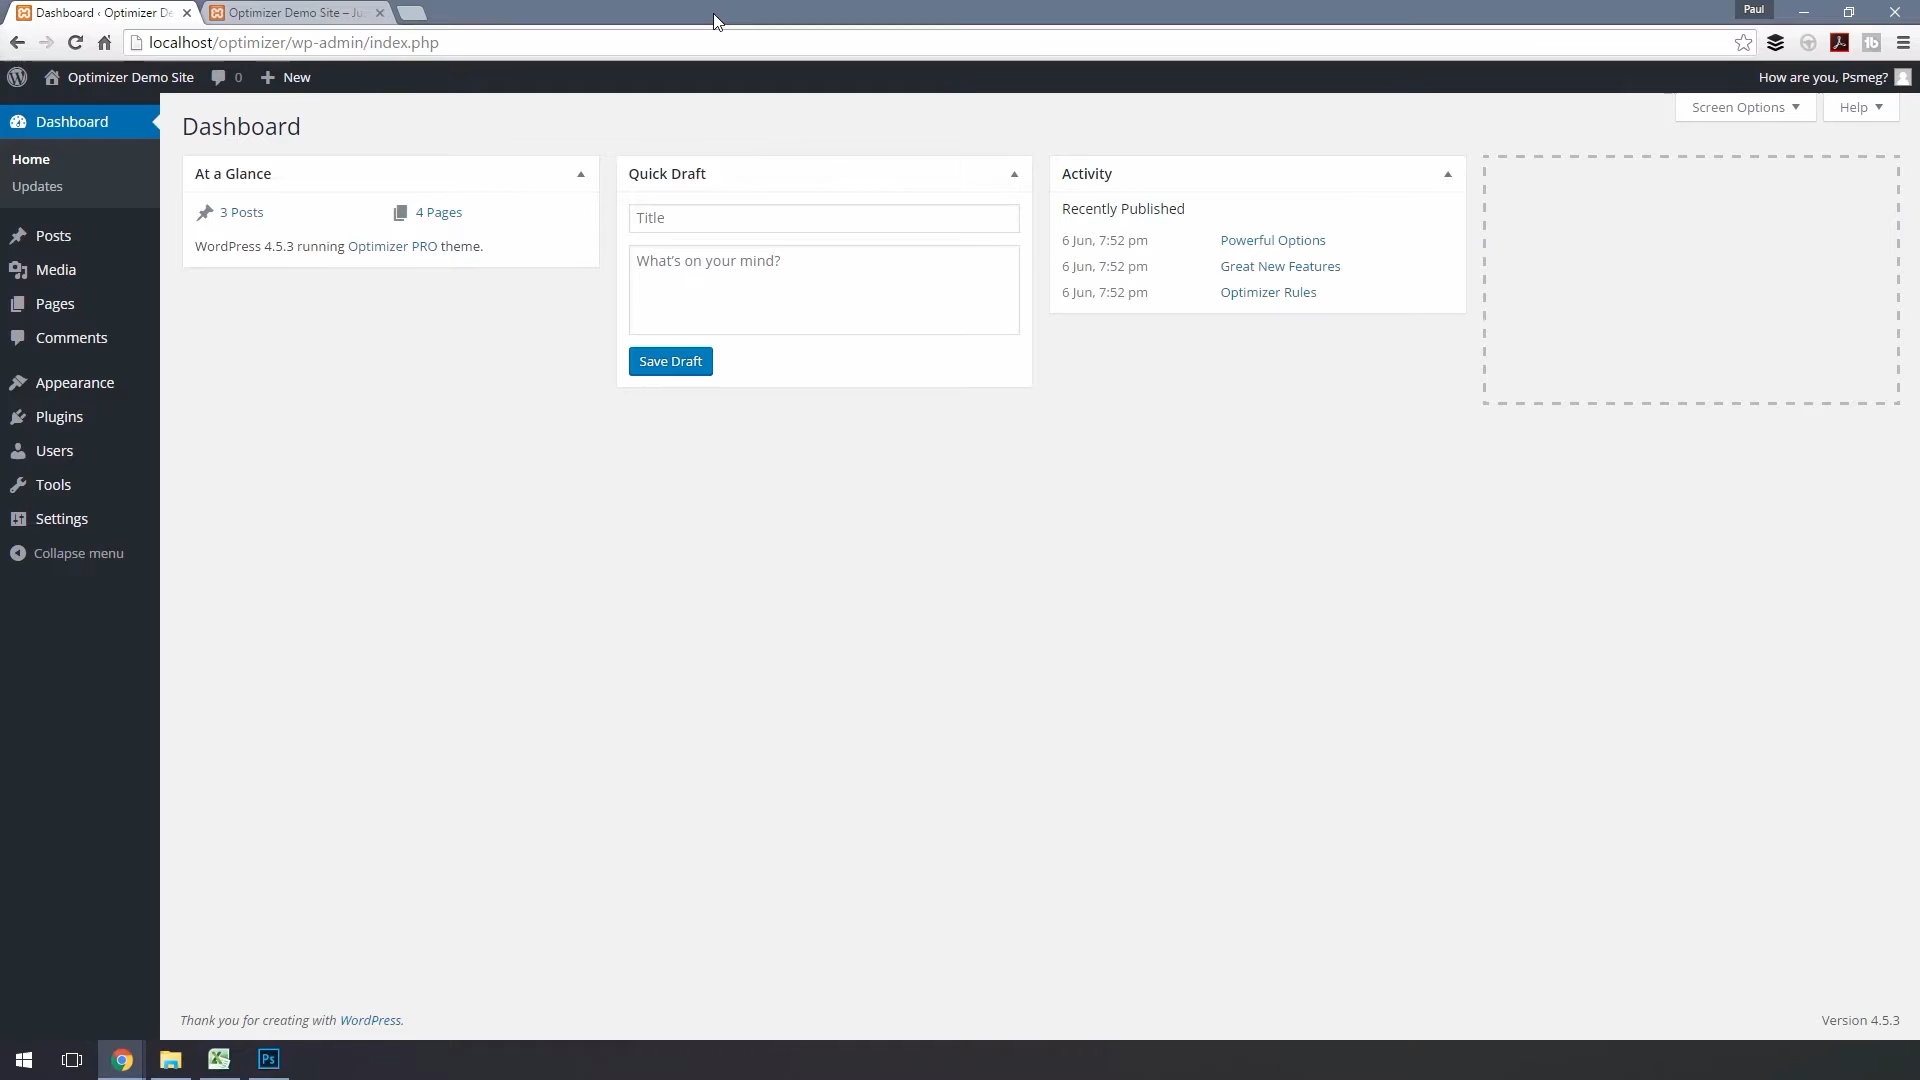 Dashboard ‹ Optimizer De
Optimizer Demo Site – Ju
Paul
localhost/optimizer/wp-admin/index.php
Optimizer Demo Site
0
New
How are you, Psmeg?
Dashboard
Home
Updates
Posts
Media
Pages
Comments
Appearance
Plugins
Users
Tools
Settings
Collapse menu
Dashboard
Screen Options
Help
At a Glance
3 Posts
4 Pages
WordPress 4.5.3 running Optimizer PRO theme.
Quick Draft
Title
What's on your mind?
Save Draft
Activity
Recently Published
6 Jun, 7:52 pm Powerful Options
6 Jun, 7:52 pm Great New Features
6 Jun, 7:52 pm Optimizer Rules
Thank you for creating with WordPress.
Version 4.5.3
Ps